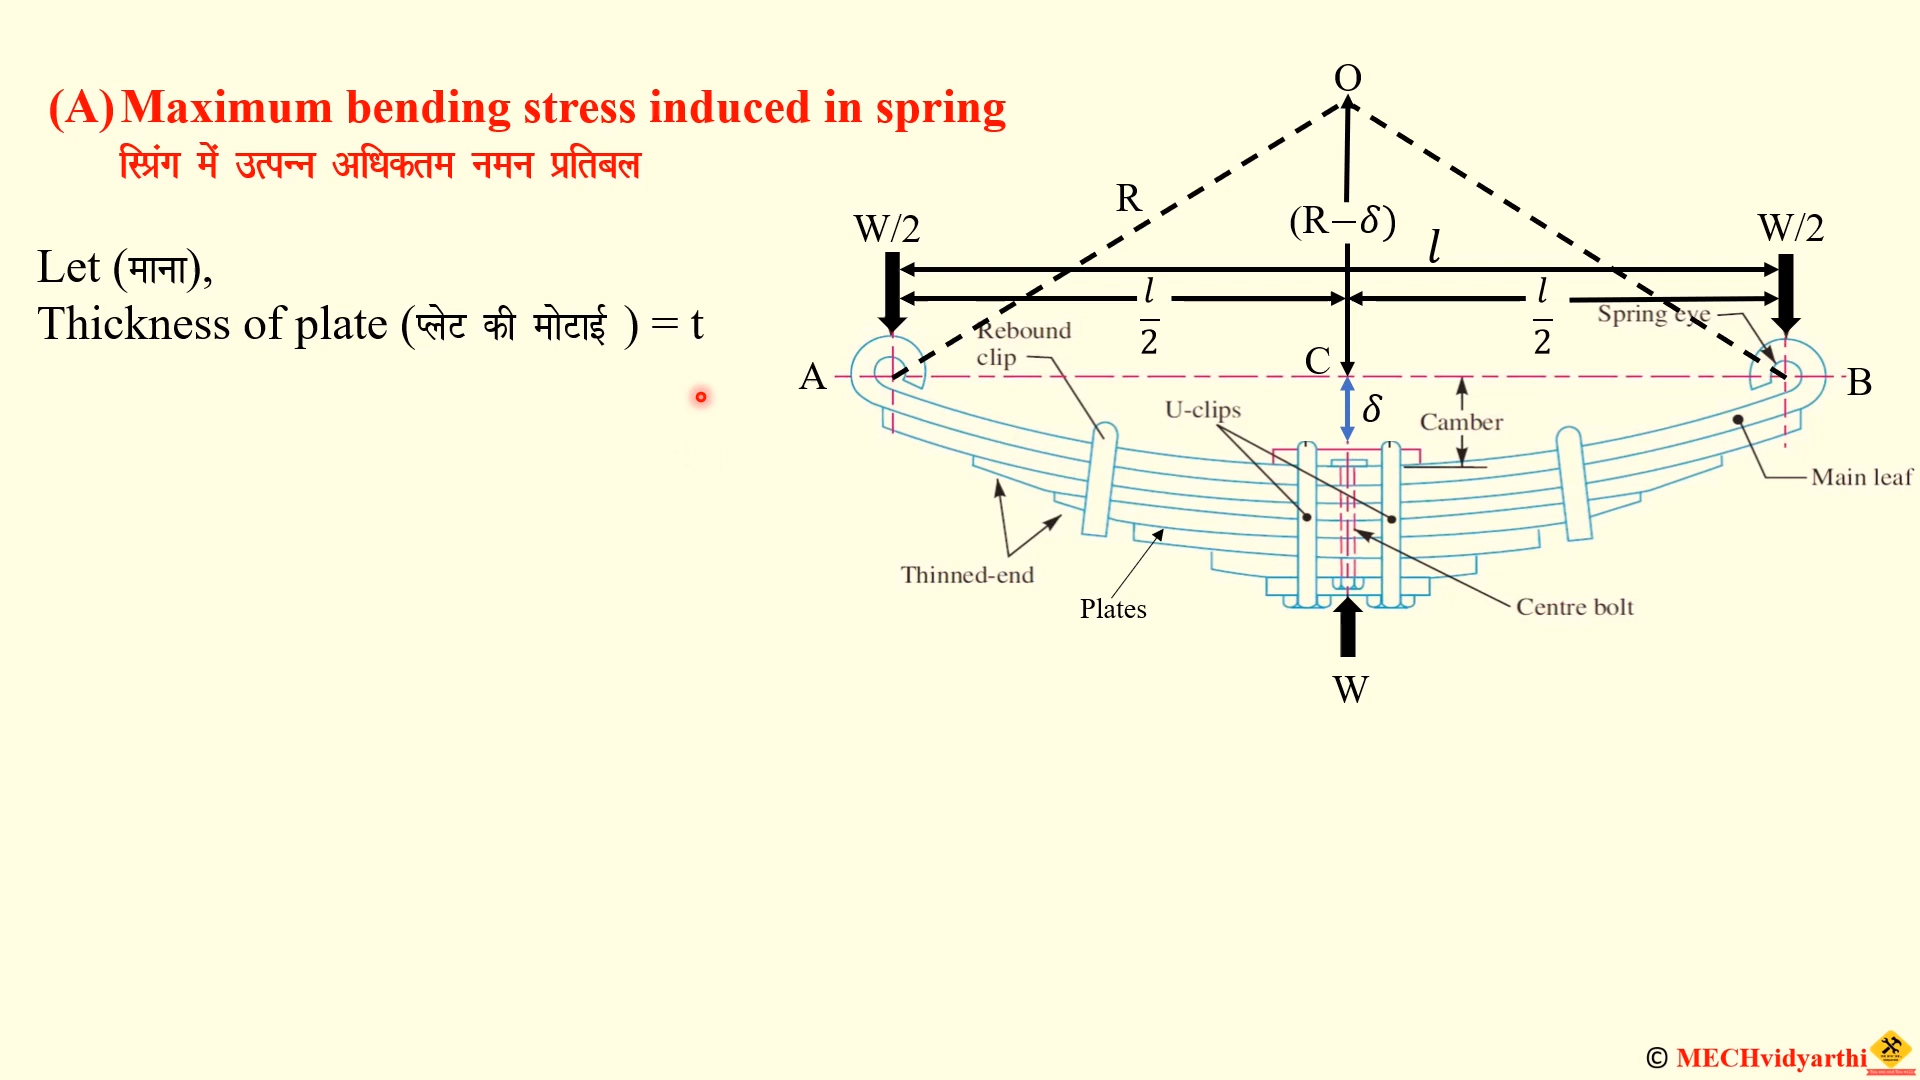 (A) Maximum bending stress induced in spring
स्प्रिंग में उत्पन्न अधिकतम नमन प्रतिबल
Let (माना),
Thickness of plate (प्लेट की मोटाई ) = t
O
R
(R−δ)
W/2
W/2
l
l/2
l/2
Rebound
clip
Spring eye
A
C
B
δ
U-clips
Camber
Main leaf
Thinned-end
Plates
Centre bolt
W
© MECHvidyarthi